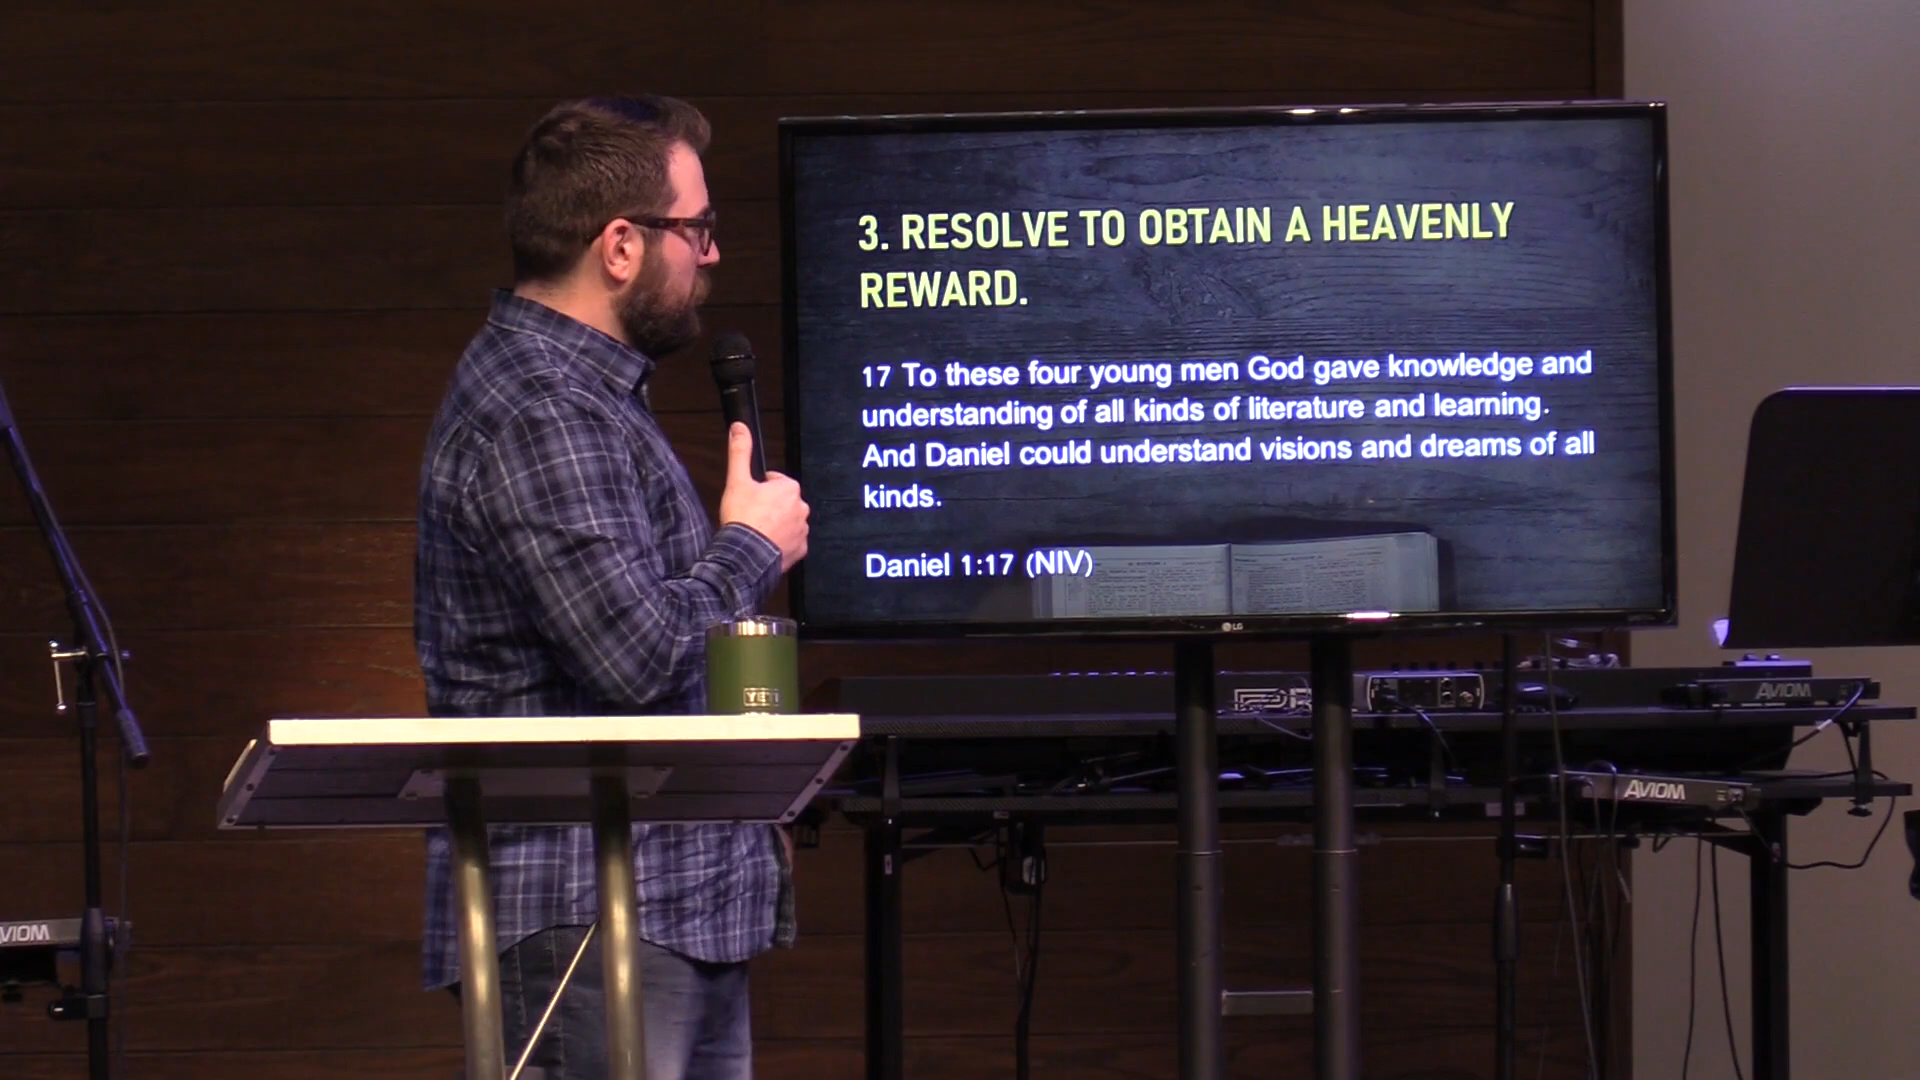 3. RESOLVE TO OBTAIN A HEAVENLY
REWARD.
17 To these four young men God gave knowledge and
understanding of all kinds of literature and learning.
And Daniel could understand visions and dreams of all
kinds.
Daniel 1:17 (NIV)
LG
YETI
AVIOM
AVIOM
VIOM